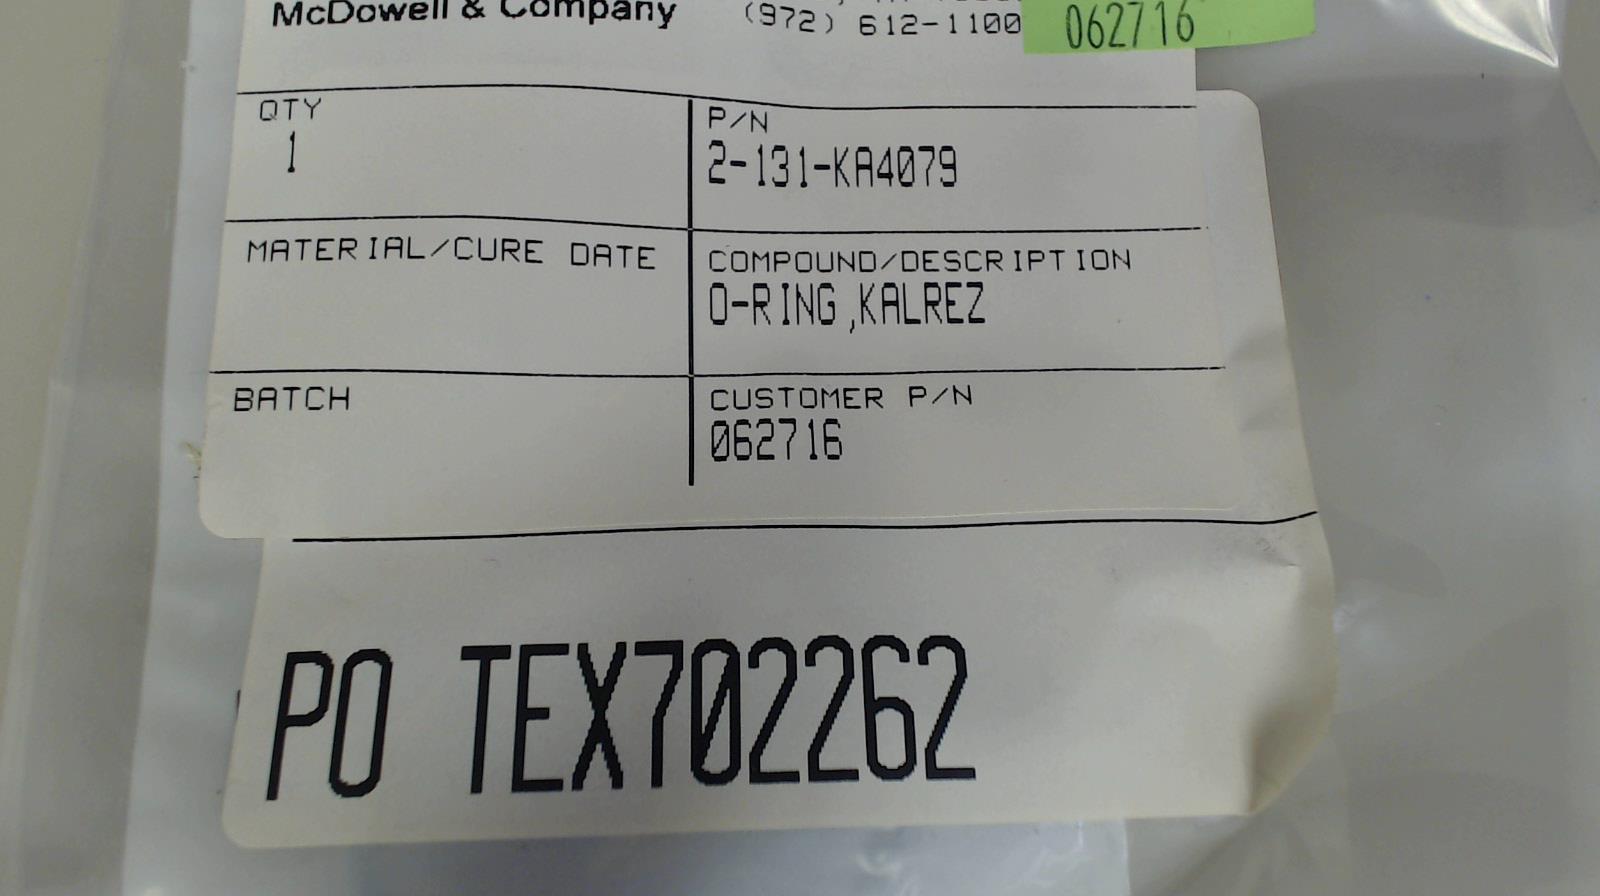 McDowell & Company
(972) 612-1100
062716
QTY
1
P/N
2-131-KA4079
MATERIAL/CURE DATE
COMPOUND/DESCRIPTION
O-RING,KALREZ
BATCH
CUSTOMER P/N
062716
PO TEX702262